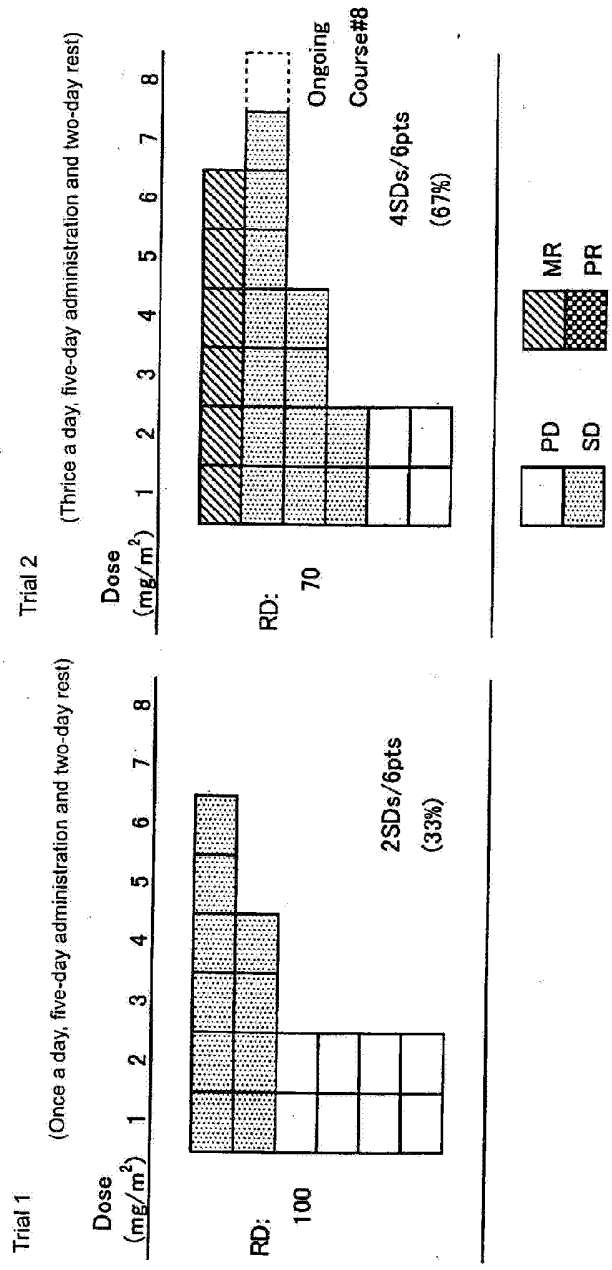 Trial 1
(Once a day, five-day administration and two-day rest)
Dose
(mg/m²) 1 2 3 4 5 6 7 8
RD:
100
2SDs/6pts
(33%)
Trial 2
(Thrice a day, five-day administration and two-day rest)
Dose
(mg/m²) 1 2 3 4 5 6 7 8
RD:
70
Ongoing
Course#8
4SDs/6pts
(67%)
PD MR
SD PR